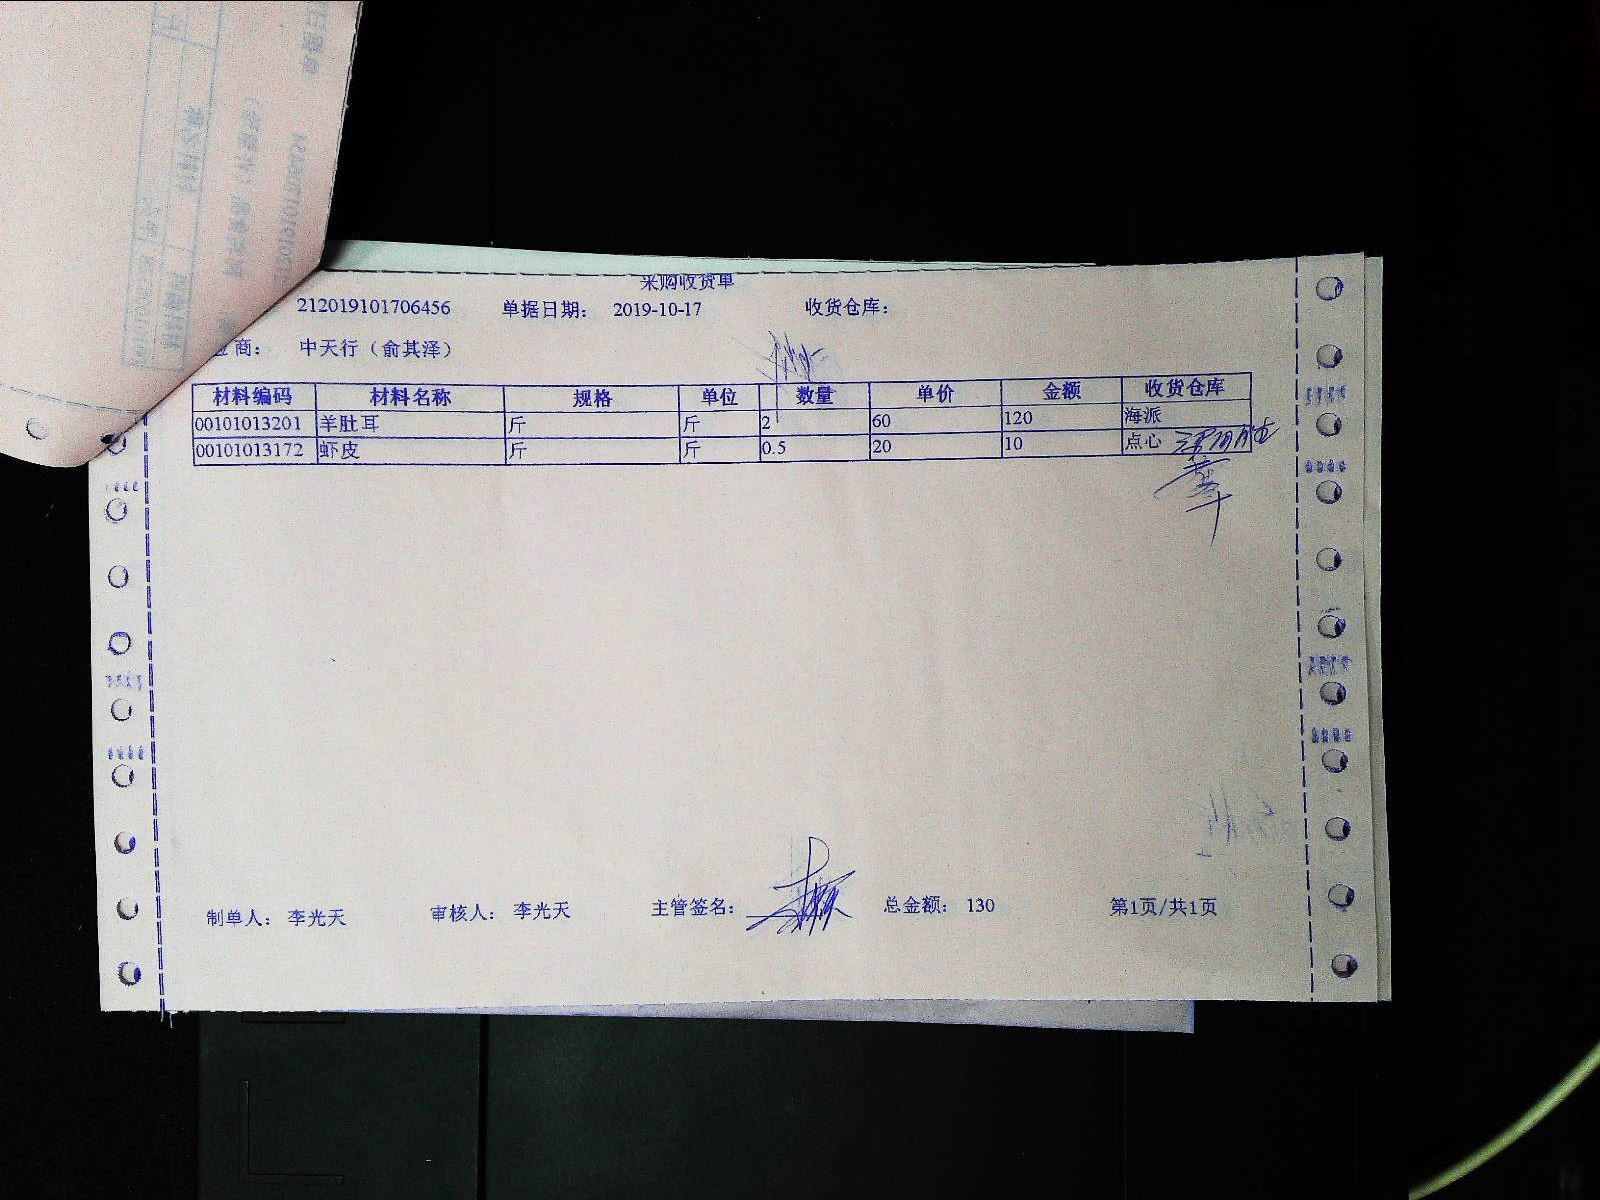 采购收货单
212019101706456 单据日期: 2019-10-17 收货仓库:
商: 中天行（俞其泽）
材料编码 材料名称 规格 单位 数量 单价 金额 收货仓库
00101013201 羊肚耳 斤 斤 2 60 120 海派
00101013172 虾皮 斤 斤 0.5 20 10 点心
制单人: 李光天 审核人: 李光天 主管签名: 总金额: 130 第1页/共1页